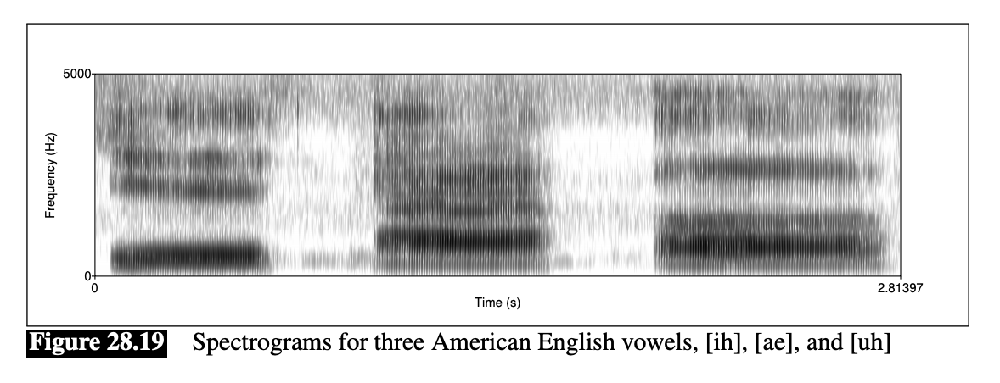 5000
Frequency (Hz)
0
0
2.81397
Time (s)
Figure 28.19 Spectrograms for three American English vowels, [ih], [ae], and [uh]